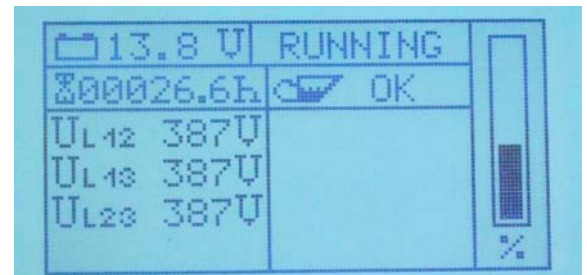 13.8 V RUNNING
00026.6h OK
UL12 387V
UL13 387V
UL23 387V
%